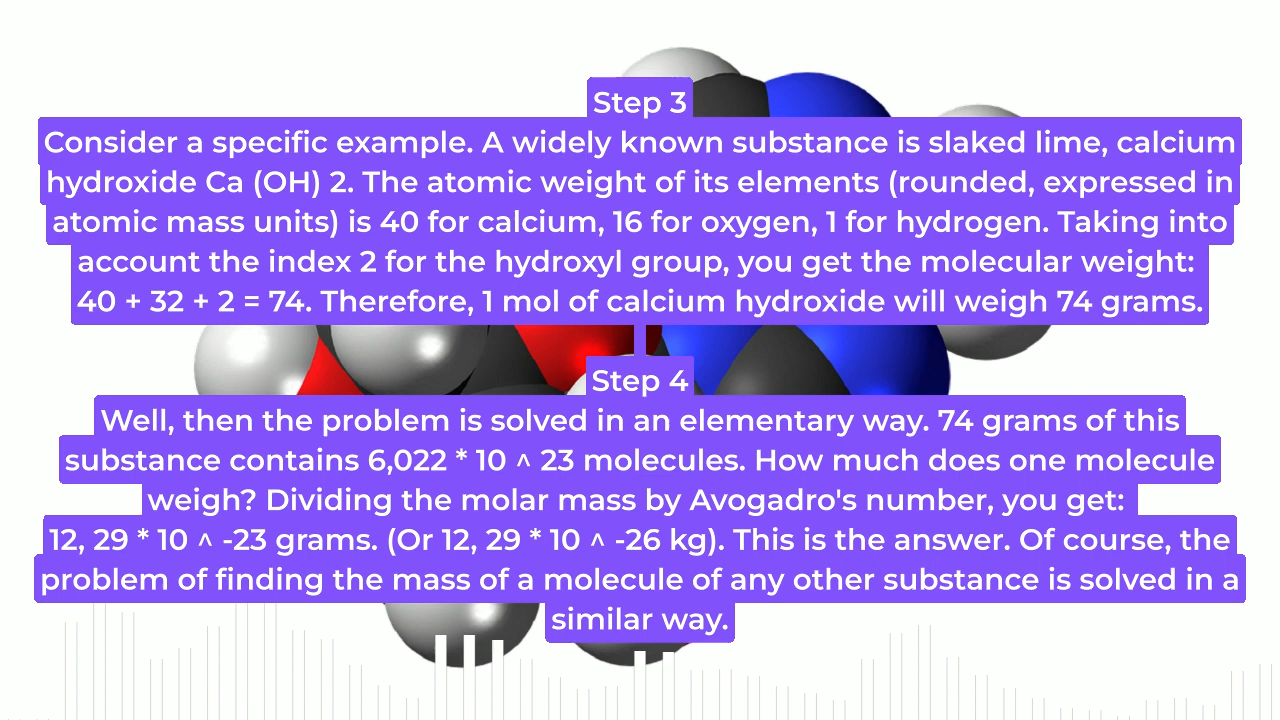 Step 3
Consider a specific example. A widely known substance is slaked lime, calcium
hydroxide Ca (OH) 2. The atomic weight of its elements (rounded, expressed in
atomic mass units) is 40 for calcium, 16 for oxygen, 1 for hydrogen. Taking into
account the index 2 for the hydroxyl group, you get the molecular weight:
40 + 32 + 2 = 74. Therefore, 1 mol of calcium hydroxide will weigh 74 grams.
Step 4
Well, then the problem is solved in an elementary way. 74 grams of this
substance contains 6,022 * 10 ^ 23 molecules. How much does one molecule
weigh? Dividing the molar mass by Avogadro's number, you get:
12, 29 * 10 ^ -23 grams. (Or 12, 29 * 10 ^ -26 kg). This is the answer. Of course, the
problem of finding the mass of a molecule of any other substance is solved in a
similar way.